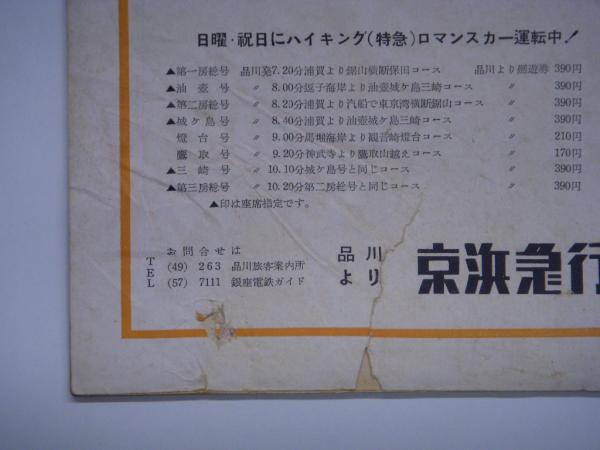 日曜・祝日にハイキング(特急)ロマンスカー運転中!
▲第一房総号 品川発7.20分浦賀より鋸山横断保田コース 品川より廻遊券 390円
▲油壺号 〃 8.00分逗子海岸より油壺城ケ島三崎コース 〃 390円
▲第二房総号 〃 8.20分浦賀より汽船で東京湾横断鋸山コース 〃 390円
▲城ケ島号 〃 8.40分浦賀より油壺城ケ島三崎コース 〃 390円
燈台号 〃 9.00分馬堀海岸より観音崎燈台コース 〃 210円
鷹取号 〃 9.20分神武寺より鷹取山越えコース 〃 170円
▲三崎号 〃 10.10分城ケ島号と同じコース 〃 390円
▲第三房総号 〃 10.20分第二房総号と同じコース 〃 390円
▲印は座席指定です。
お問合せは
TEL
(49) 263 品川旅客案内所
(57) 7111 銀座電鉄ガイド
品川
より
京浜急行